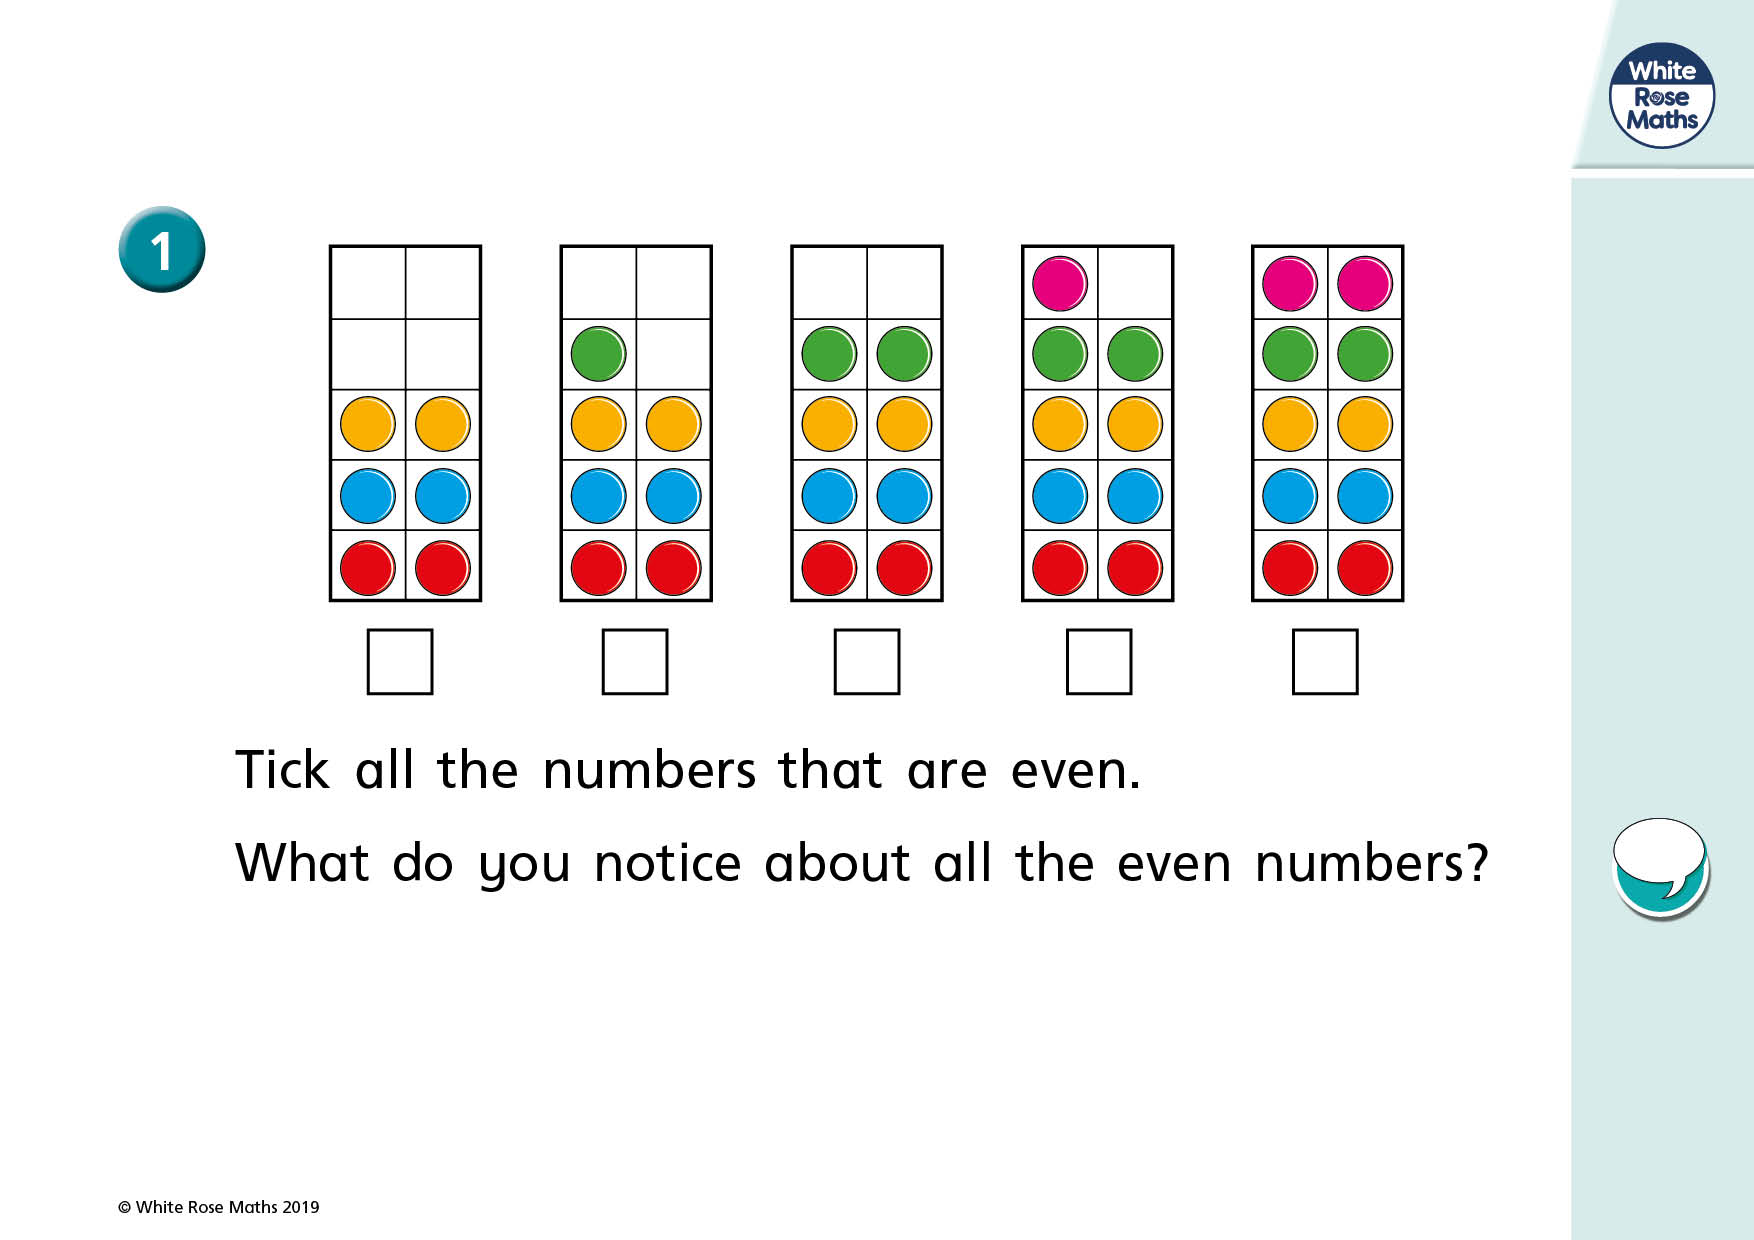 White
Rose
Maths
1
Tick all the numbers that are even.
What do you notice about all the even numbers?
© White Rose Maths 2019